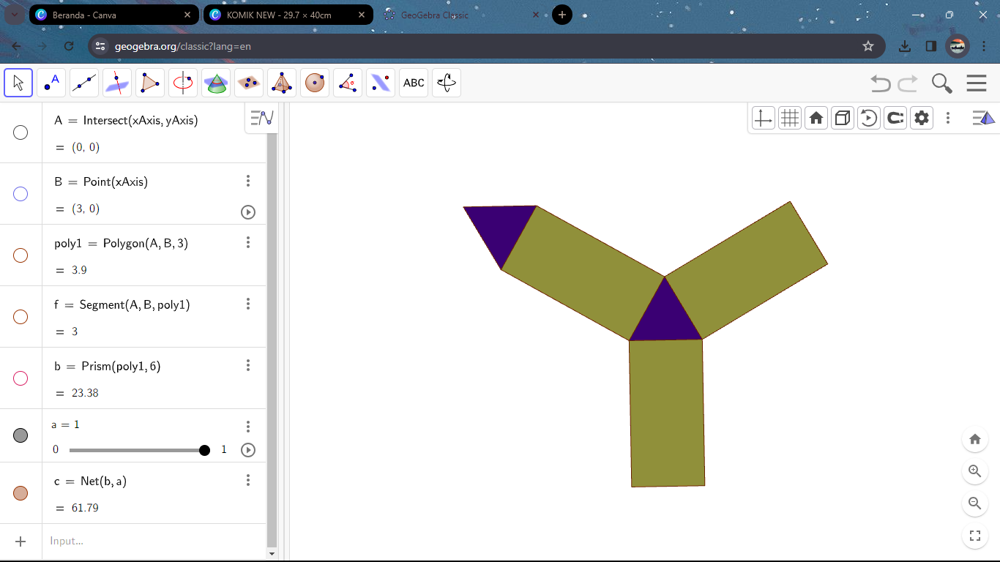 Beranda - Canva
KOMIK NEW - 29.7 × 40cm
GeoGebra Classic
geogebra.org/classic?lang=en
A
ABC
A = Intersect(xAxis, yAxis)
= (0, 0)
B = Point(xAxis)
= (3, 0)
poly1 = Polygon(A, B, 3)
= 3.9
f = Segment(A, B, poly1)
= 3
b = Prism(poly1, 6)
= 23.38
a = 1
0 1
c = Net(b, a)
= 61.79
Input...